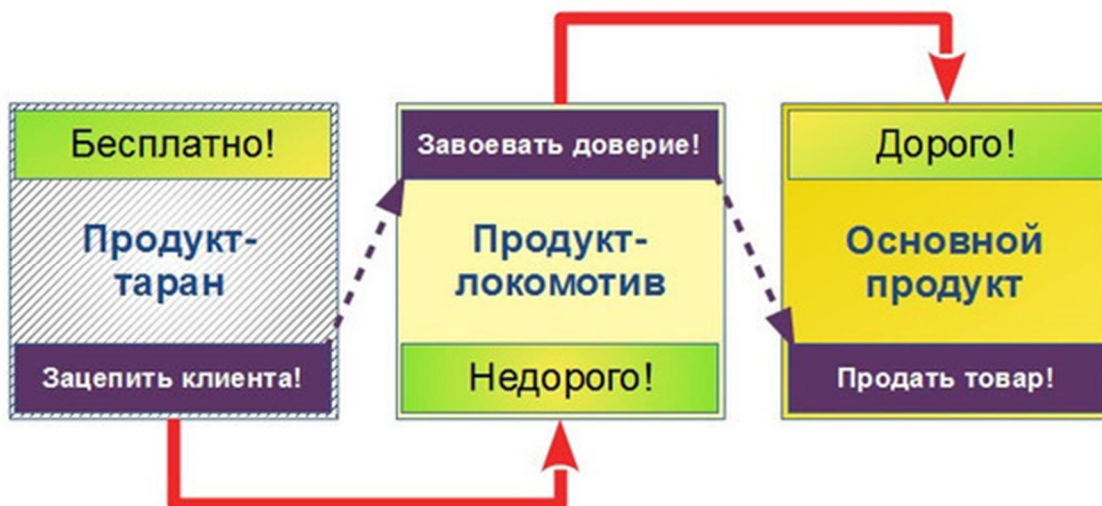 Бесплатно!
Продукт-
таран
Зацепить клиента!
Завоевать доверие!
Продукт-
локомотив
Недорого!
Дорого!
Основной
продукт
Продать товар!